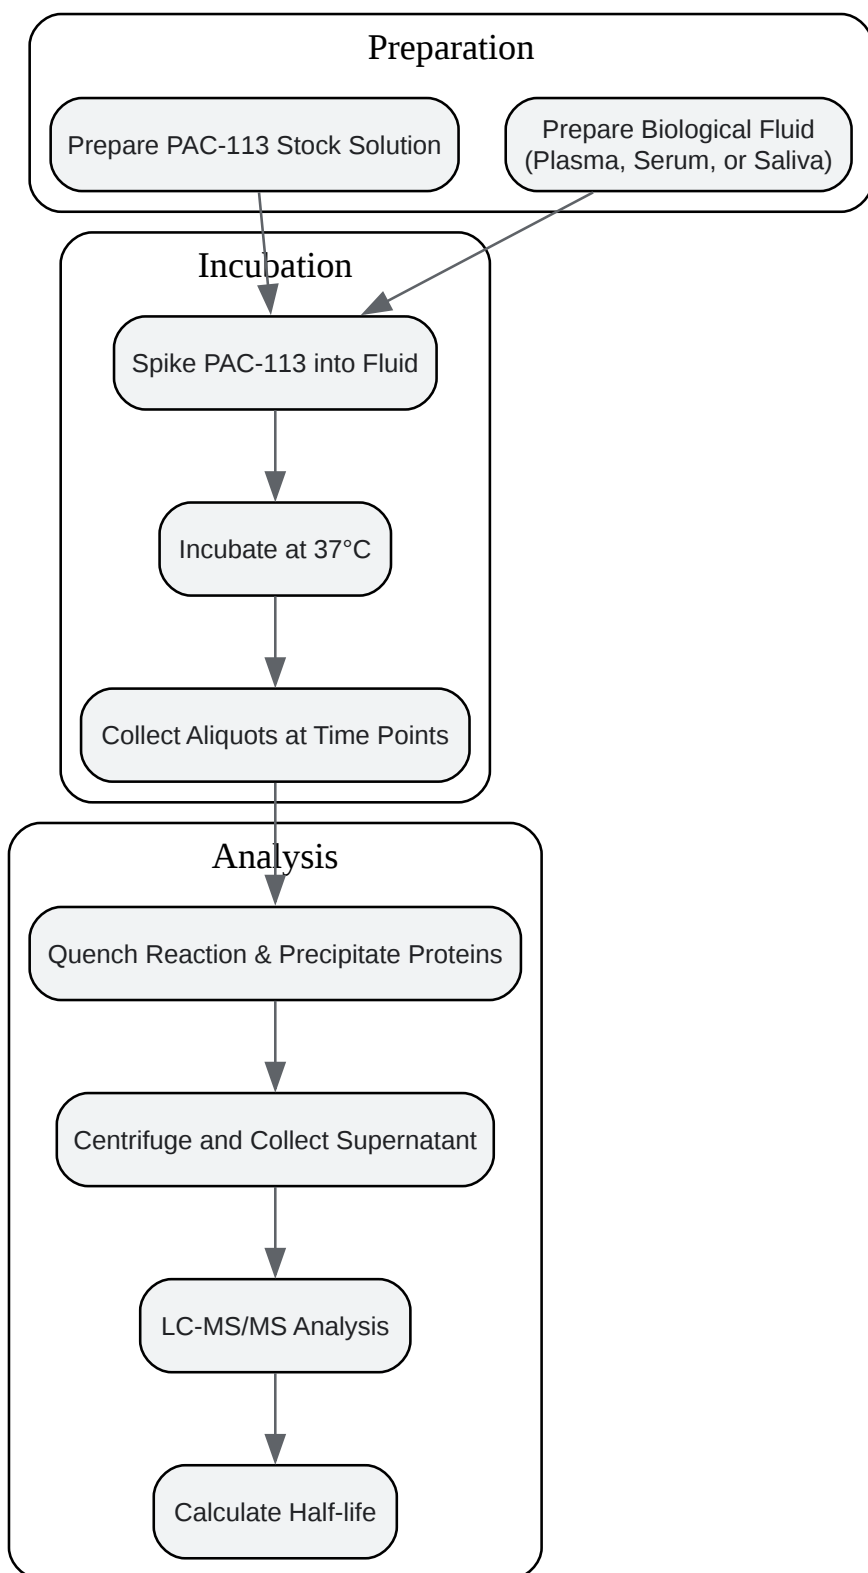 Preparation
Prepare PAC-113 Stock Solution
Prepare Biological Fluid
(Plasma, Serum, or Saliva)
Incubation
Spike PAC-113 into Fluid
Incubate at 37°C
Collect Aliquots at Time Points
Analysis
Quench Reaction & Precipitate Proteins
Centrifuge and Collect Supernatant
LC-MS/MS Analysis
Calculate Half-life